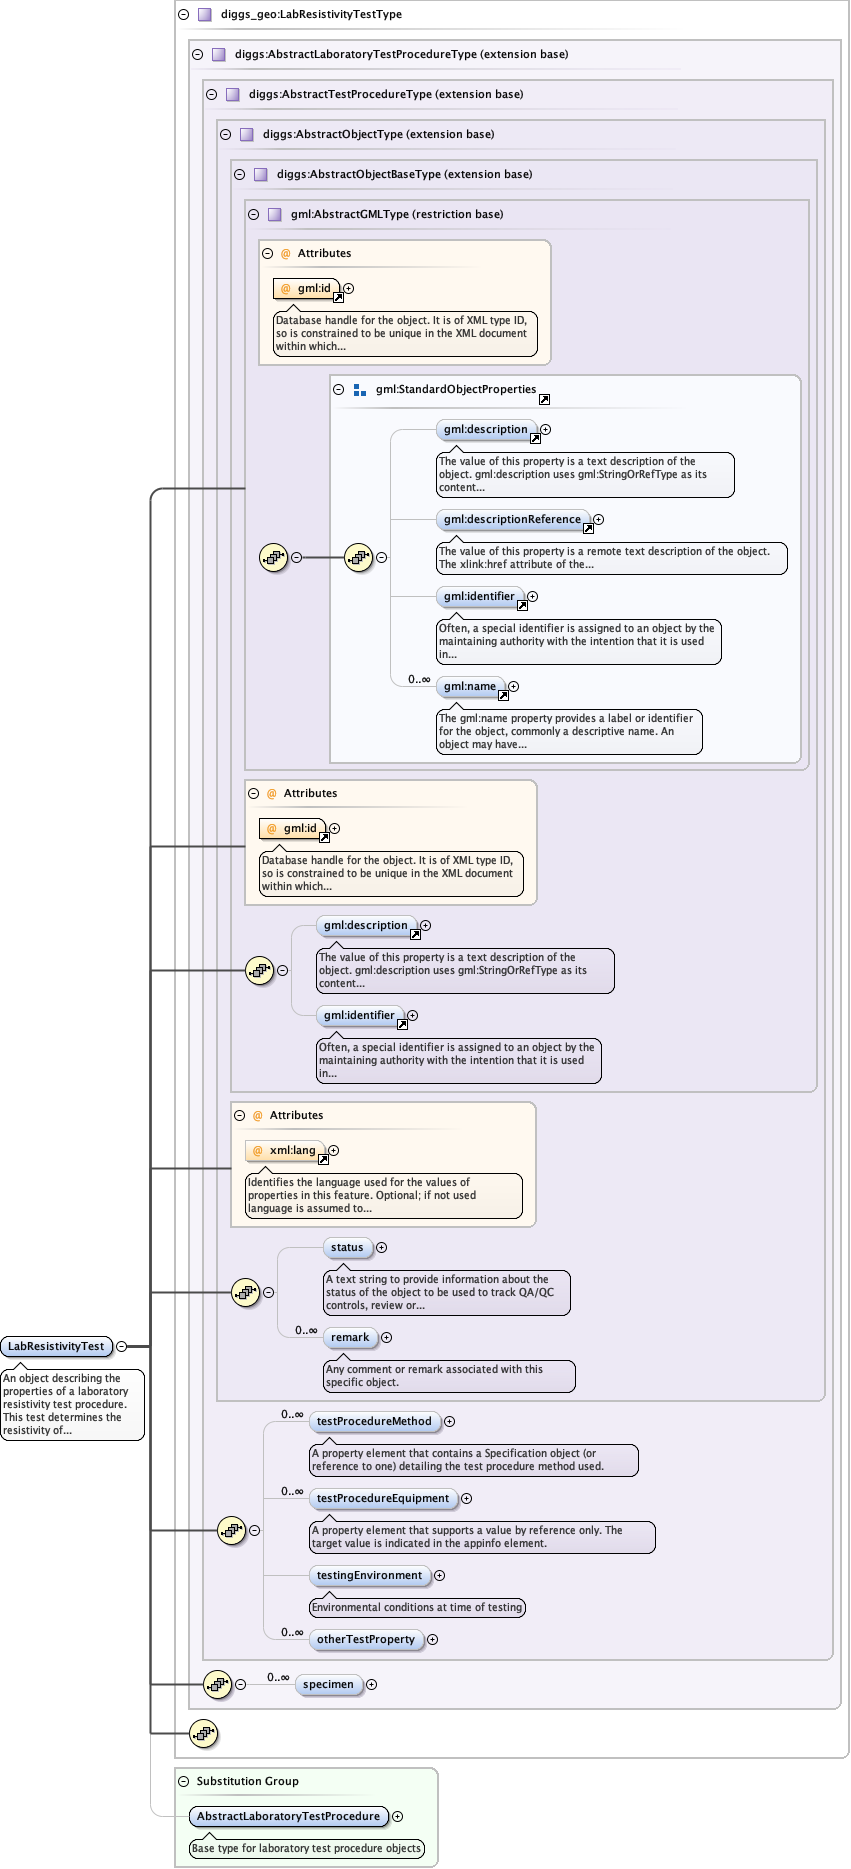 diggs_geo:LabResistivityTestType
diggs:AbstractLaboratoryTestProcedureType (extension base)
diggs:AbstractTestProcedureType (extension base)
diggs:AbstractObjectType (extension base)
diggs:AbstractObjectBaseType (extension base)
gml:AbstractGMLType (restriction base)
@ Attributes
@ gml:id
Database handle for the object. It is of XML type ID,
so is constrained to be unique in the XML document
within which...
gml:StandardObjectProperties
gml:description
The value of this property is a text description of the
object. gml:description uses gml:StringOrRefType as its
content...
gml:descriptionReference
The value of this property is a remote text description of the object.
The xlink:href attribute of the...
gml:identifier
Often, a special identifier is assigned to an object by the
maintaining authority with the intention that it is used
in...
0..∞
gml:name
The gml:name property provides a label or identifier
for the object, commonly a descriptive name. An
object may have...
@ Attributes
@ gml:id
Database handle for the object. It is of XML type ID,
so is constrained to be unique in the XML document
within which...
gml:description
The value of this property is a text description of the
object. gml:description uses gml:StringOrRefType as its
content...
gml:identifier
Often, a special identifier is assigned to an object by the
maintaining authority with the intention that it is used
in...
@ Attributes
@ xml:lang
Identifies the language used for the values of
properties in this feature. Optional; if not used
language is assumed to...
status
A text string to provide information about the
status of the object to be used to track QA/QC
controls, review or...
0..∞
remark
Any comment or remark associated with this
specific object.
LabResistivityTest
An object describing the
properties of a laboratory
resistivity test procedure.
This test determines the
resistivity of...
0..∞
testProcedureMethod
A property element that contains a Specification object (or
reference to one) detailing the test procedure method used.
0..∞
testProcedureEquipment
A property element that supports a value by reference only. The
target value is indicated in the appinfo element.
testingEnvironment
Environmental conditions at time of testing
0..∞
otherTestProperty
0..∞
specimen
Substitution Group
AbstractLaboratoryTestProcedure
Base type for laboratory test procedure objects